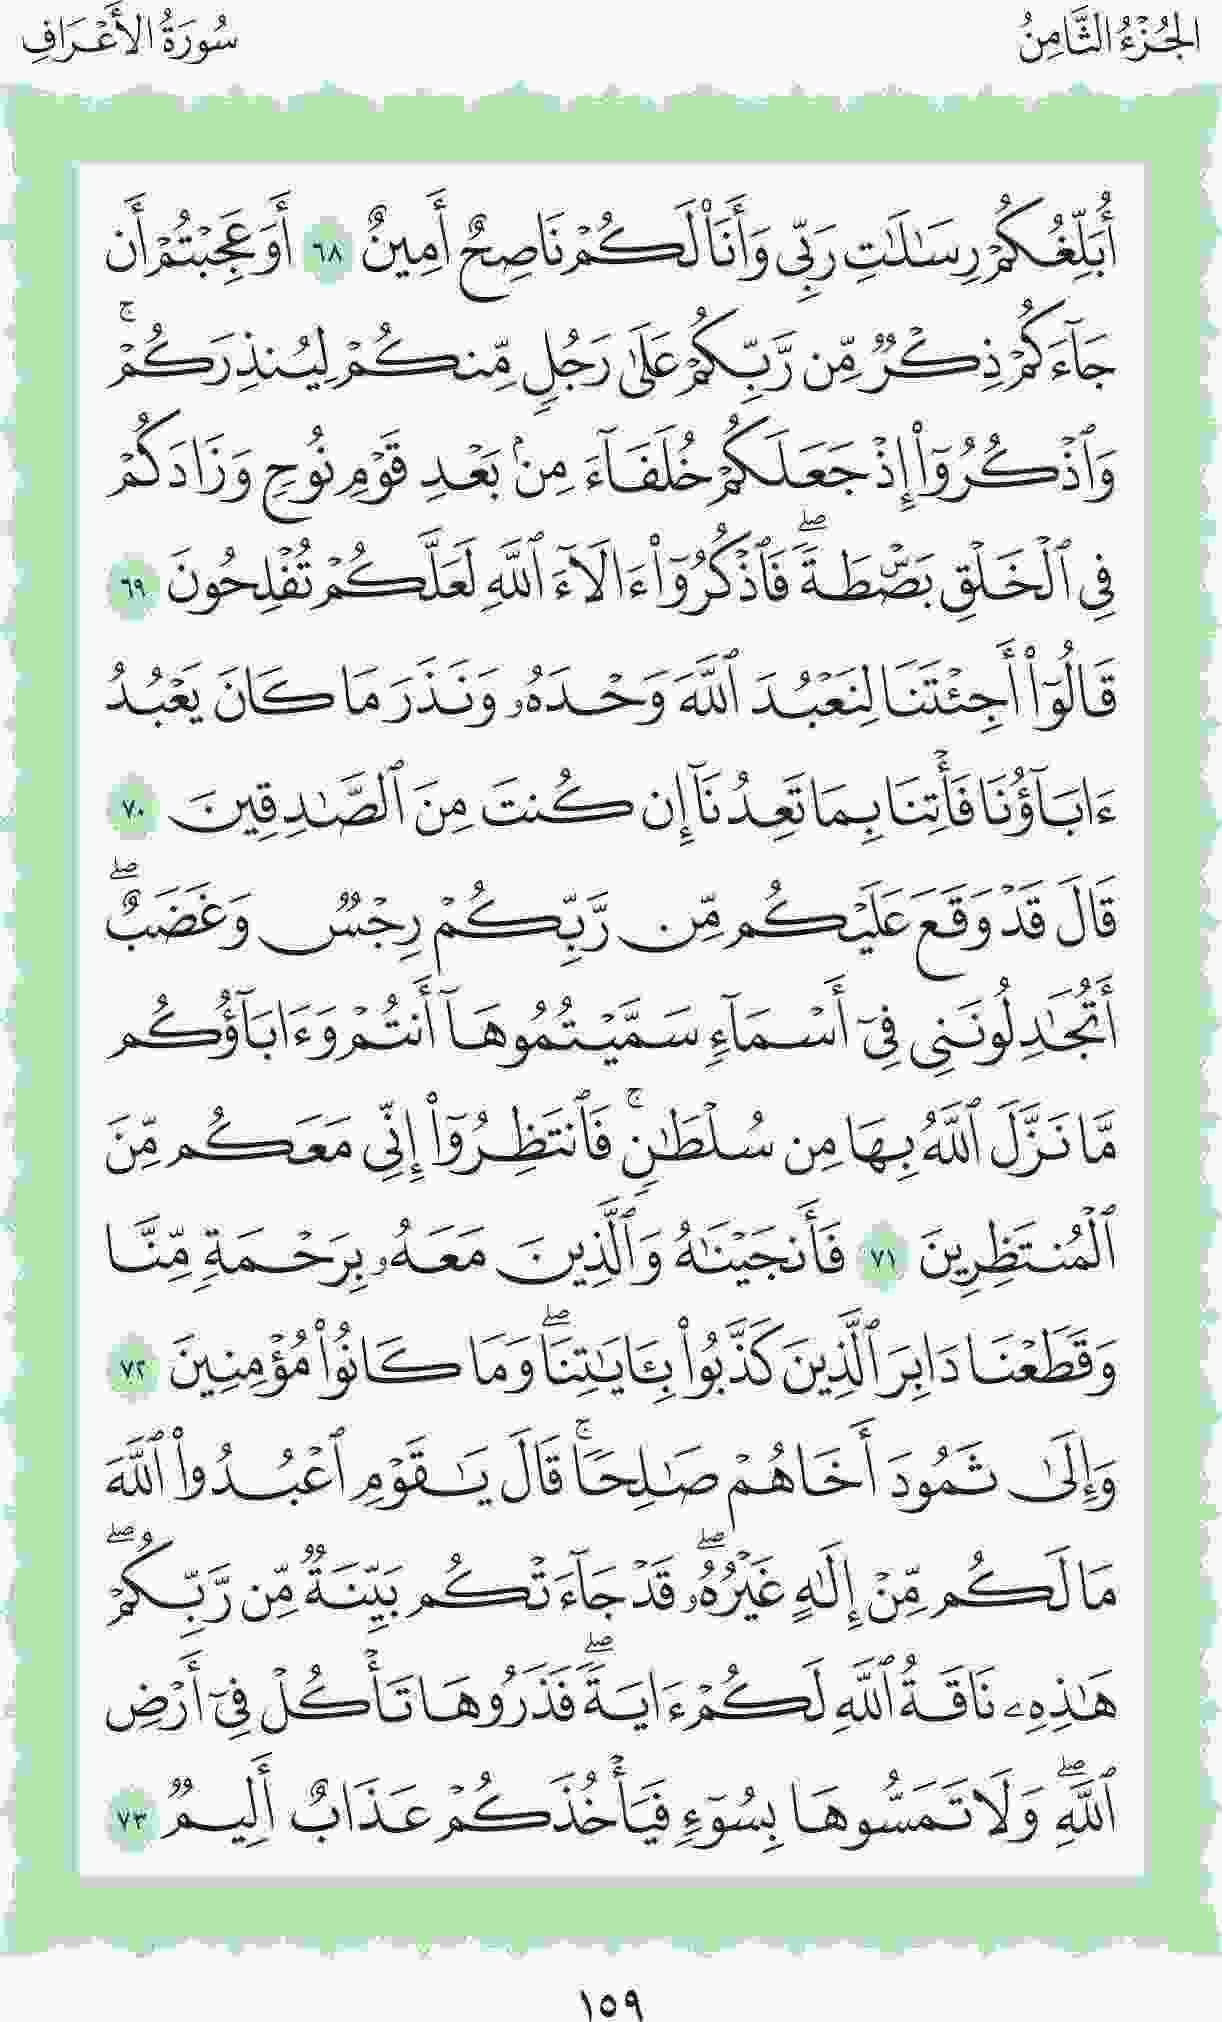 الجُزْءُ الثَّامِنُ
سُورَةُ الأَعْرَافِ
أُبَلِّغُكُمْ رِسَٰلَٰتِ رَبِّي وَأَنَا۠ لَكُمْ نَاصِحٌ أَمِينٌ ٦٨ أَوَعَجِبْتُمْ أَن
جَآءَكُمْ ذِكْرٌ مِّن رَّبِّكُمْ عَلَىٰ رَجُلٍ مِّنكُمْ لِيُنذِرَكُمْ ۚ
وَٱذْكُرُوٓا۟ إِذْ جَعَلَكُمْ خُلَفَآءَ مِنۢ بَعْدِ قَوْمِ نُوحٍ وَزَادَكُمْ
فِي ٱلْخَلْقِ بَصْۜطَةً ۖ فَٱذْكُرُوٓا۟ ءَالَآءَ ٱللَّهِ لَعَلَّكُمْ تُفْلِحُونَ ٦٩
قَالُوٓا۟ أَجِئْتَنَا لِنَعْبُدَ ٱللَّهَ وَحْدَهُۥ وَنَذَرَ مَا كَانَ يَعْبُدُ
ءَابَآؤُنَا فَأْتِنَا بِمَا تَعِدُنَآ إِن كُنتَ مِنَ ٱلصَّٰدِقِينَ ٧٠
قَالَ قَدْ وَقَعَ عَلَيْكُم مِّن رَّبِّكُمْ رِجْسٌ وَغَضَبٌ ۖ
أَتُجَٰدِلُونَنِي فِيٓ أَسْمَآءٍ سَمَّيْتُمُوهَآ أَنتُمْ وَءَابَآؤُكُم
مَّا نَزَّلَ ٱللَّهُ بِهَا مِن سُلْطَٰنٍ ۚ فَٱنتَظِرُوٓا۟ إِنِّي مَعَكُم مِّنَ
ٱلْمُنتَظِرِينَ ٧١ فَأَنجَيْنَٰهُ وَٱلَّذِينَ مَعَهُۥ بِرَحْمَةٍ مِّنَّا
وَقَطَعْنَا دَابِرَ ٱلَّذِينَ كَذَّبُوا۟ بِـَٔايَٰتِنَا ۖ وَمَا كَانُوا۟ مُؤْمِنِينَ ٧٢
وَإِلَىٰ ثَمُودَ أَخَاهُمْ صَٰلِحًا ۚ قَالَ يَٰقَوْمِ ٱعْبُدُوا۟ ٱللَّهَ
مَا لَكُم مِّنْ إِلَٰهٍ غَيْرُهُۥ ۖ قَدْ جَآءَتْكُم بَيِّنَةٌ مِّن رَّبِّكُمْ ۖ
هَٰذِهِۦ نَاقَةُ ٱللَّهِ لَكُمْ ءَايَةً ۖ فَذَرُوهَا تَأْكُلْ فِيٓ أَرْضِ
ٱللَّهِ ۖ وَلَا تَمَسُّوهَا بِسُوٓءٍ فَيَأْخُذَكُمْ عَذَابٌ أَلِيمٌ ٧٣
١٥٩